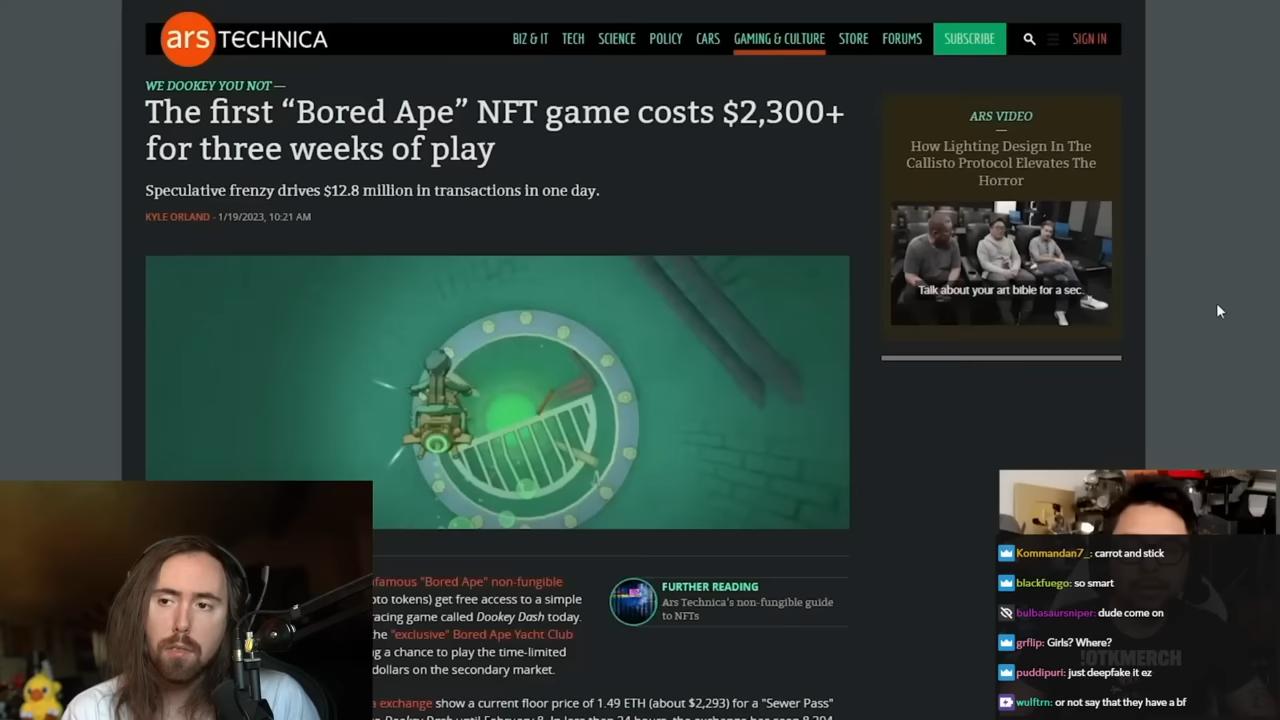 ars TECHNICA
BIZ & IT TECH SCIENCE POLICY CARS GAMING & CULTURE STORE FORUMS SUBSCRIBE SIGN IN
WE DOOKEY YOU NOT —
The first “Bored Ape” NFT game costs $2,300+
for three weeks of play
Speculative frenzy drives $12.8 million in transactions in one day.
KYLE ORLAND - 1/19/2023, 10:21 AM
ARS VIDEO
How Lighting Design In The
Callisto Protocol Elevates The
Horror
Talk about your art bible for a sec.
"Bored Ape" non-fungible
tokens) get free access to a simple
racing game called Dookey Dash today.
the "exclusive" Bored Ape Yacht Club
a chance to play the time-limited
dollars on the secondary market.
exchange show a current floor price of 1.49 ETH (about $2,293) for a "Sewer Pass"
FURTHER READING
Ars Technica's non-fungible guide
to NFTs
Kommandan7_: carrot and stick
blackfuego: so smart
bulbasaursniper: dude come on
grflip: Girls? Where?
!OTKMERCH
puddipuri: just deepfake it ez
wulftrn: or not say that they have a bf